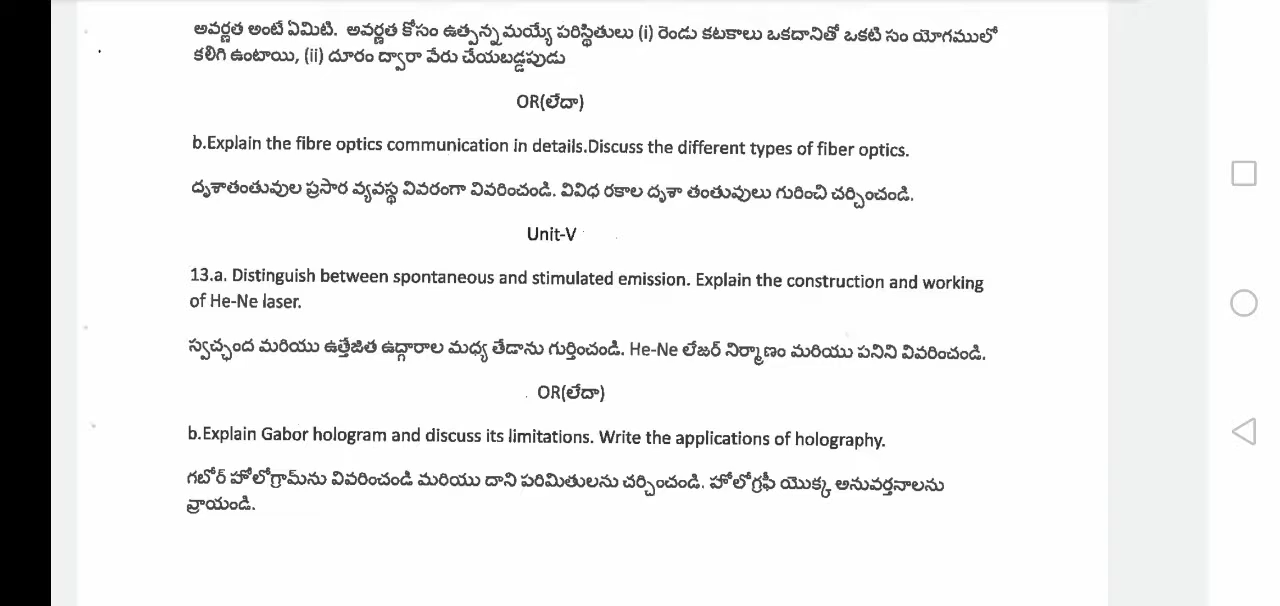 అవర్ణత అంటే ఏమిటి. అవర్ణత కోసం ఉత్పన్నమయ్యే పరిస్థితులు (i) రెండు కటకాలు ఒకదానితో ఒకటి సం యోగములో
కలిగి ఉంటాయి, (ii) దూరం ద్వారా వేరు చేయబడ్డపుడు
OR(లేదా)
b.Explain the fibre optics communication in details.Discuss the different types of fiber optics.
దృశాతంతువుల ప్రసార వ్యవస్థ వివరంగా వివరించండి. వివిధ రకాల దృశా తంతువులు గురించి చర్చించండి.
Unit-V
13.a. Distinguish between spontaneous and stimulated emission. Explain the construction and working
of He-Ne laser.
స్వచ్ఛంద మరియు ఉత్తేజిత ఉద్గారాల మధ్య తేడాను గుర్తించండి. He-Ne లేజర్ నిర్మాణం మరియు పనిని వివరించండి.
OR(లేదా)
b.Explain Gabor hologram and discuss its limitations. Write the applications of holography.
గబోర్ హోలోగ్రామ్‌ను వివరించండి మరియు దాని పరిమితులను చర్చించండి. హోలోగ్రఫీ యొక్క అనువర్తనాలను
వ్రాయండి.